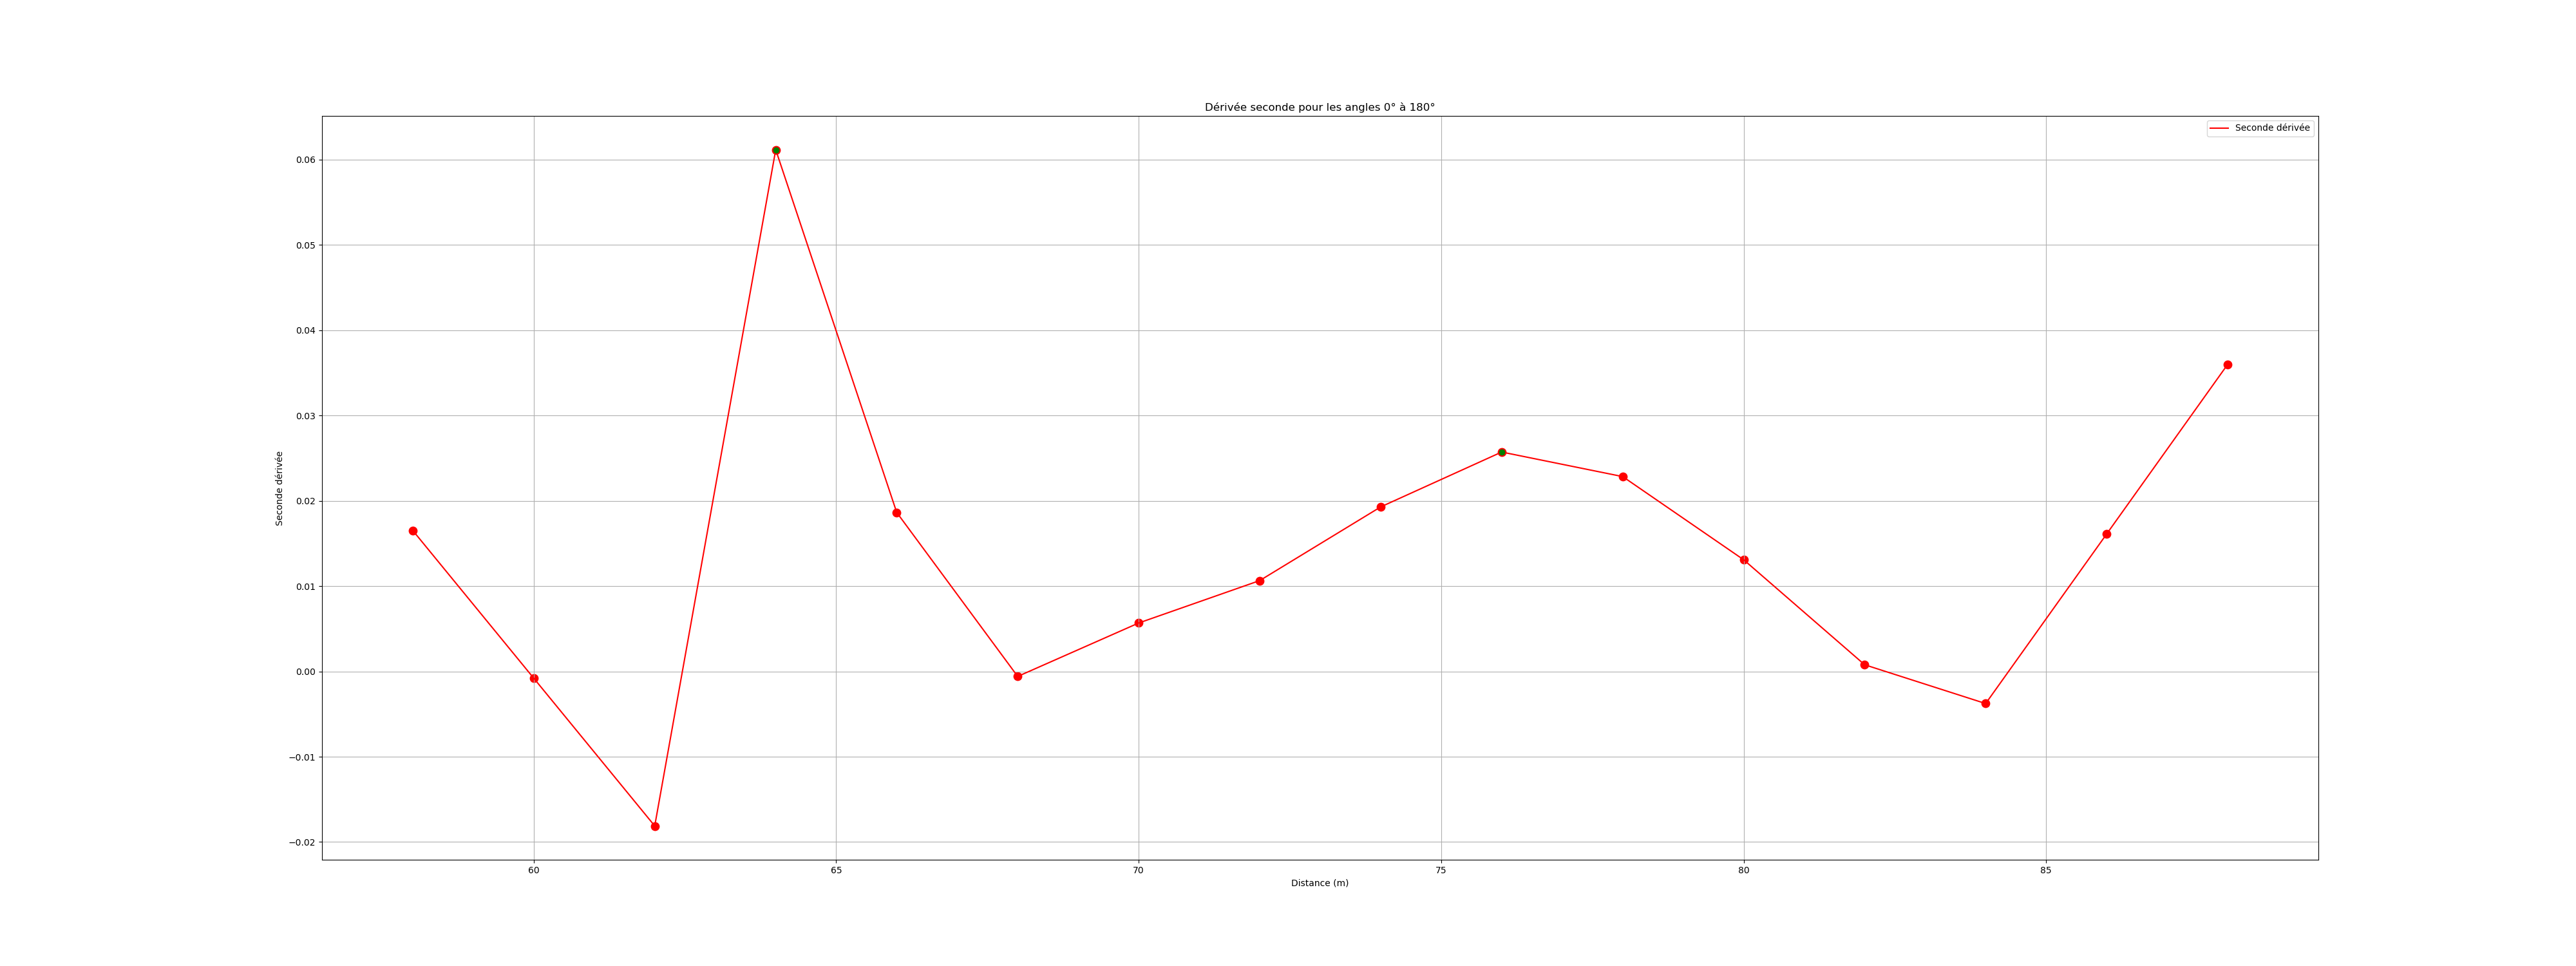 Dérivée seconde pour les angles 0° à 180°
Seconde dérivée
0.06
0.05
0.04
0.03
0.02
0.01
0.00
−0.01
−0.02
Seconde dérivée
60 65 70 75 80 85
Distance (m)